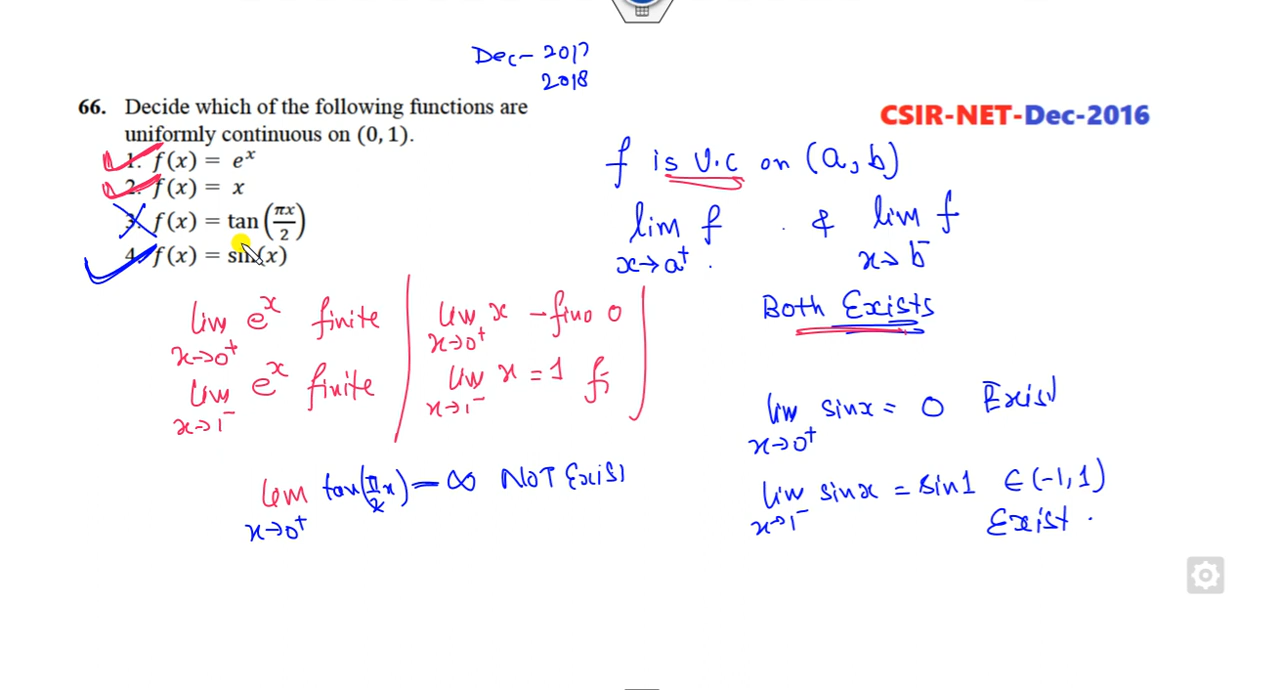 Dec- 2017
2018
66. Decide which of the following functions are
uniformly continuous on (0, 1).
CSIR-NET-Dec-2016
1. f(x) = e^x
2. f(x) = x
3. f(x) = tan(πx/2)
4. f(x) = sin(x)
f is U.C on (a, b)
lim f & lim f
x→a⁺ . x→b⁻
Both Exists
lim e^x finite
x→0⁺
lim e^x finite
x→1⁻
lim x - 0
x→0⁺
lim x = 1
x→1⁻
lim sinx = 0 Exist
x→0⁺
lim sinx = sin1 ∈ (-1, 1)
x→1⁻ Exist .
lim tan(π/2 x) = ∞ NOT Exist
x→0⁺